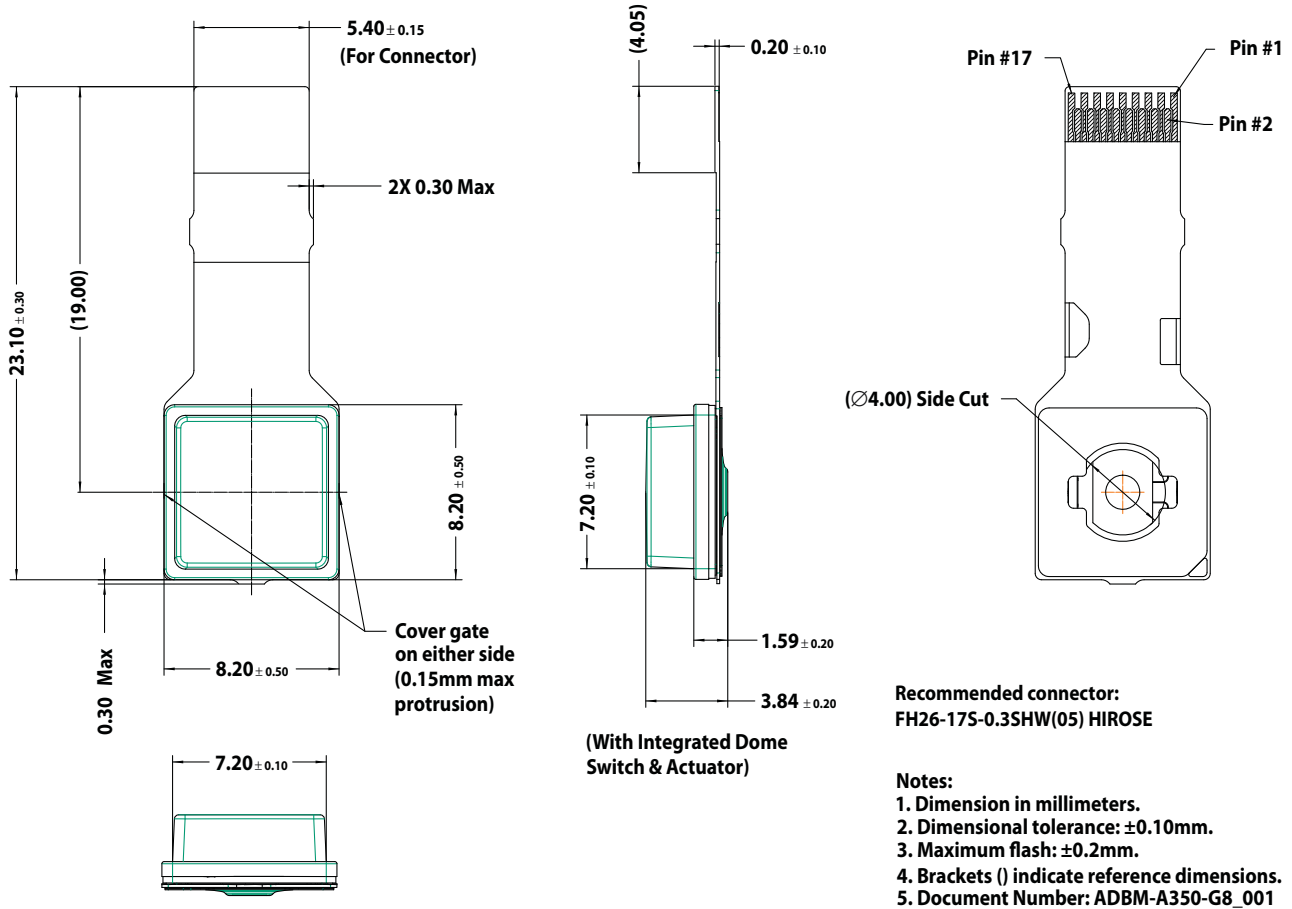 5.40 ± 0.15
(For Connector)
(4.05)
0.20 ± 0.10
Pin #17
Pin #1
Pin #2
2X 0.30 Max
23.10 ± 0.30
(19.00)
(∅4.00) Side Cut
8.20 ± 0.50
7.20 ± 0.10
Cover gate
on either side
(0.15mm max
protrusion)
0.30 Max
8.20 ± 0.50
1.59 ± 0.20
3.84 ± 0.20
(With Integrated Dome
Switch & Actuator)
7.20 ± 0.10
Recommended connector:
FH26-17S-0.3SHW(05) HIROSE
Notes:
1. Dimension in millimeters.
2. Dimensional tolerance: ±0.10mm.
3. Maximum flash: ±0.2mm.
4. Brackets () indicate reference dimensions.
5. Document Number: ADBM-A350-G8_001